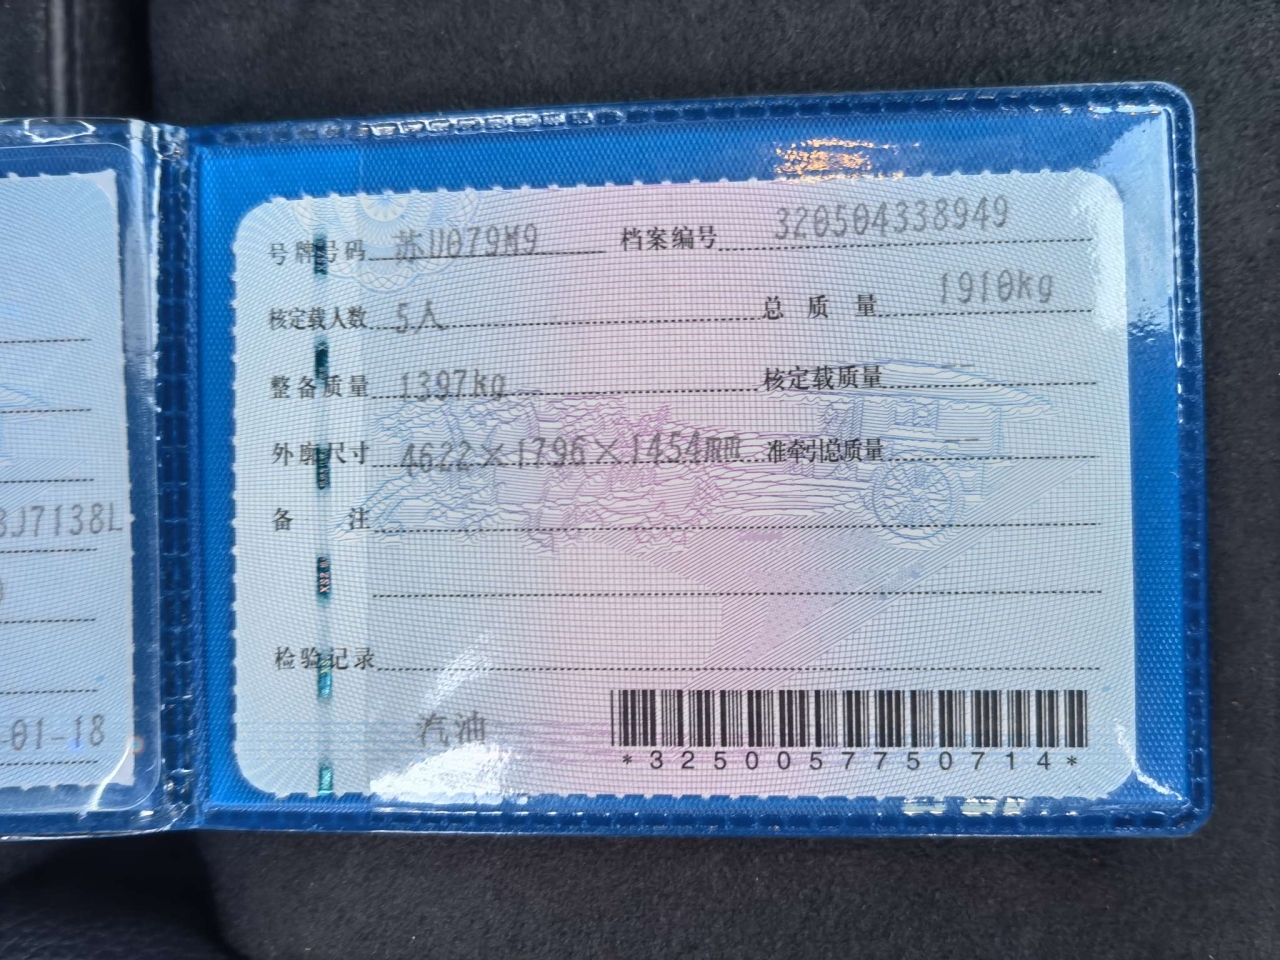 号牌号码 苏U079M9 档案编号 320504338949
核定载人数 5人 总质量 1910kg
整备质量 1397kg 核定载质量 --
外廓尺寸 4622×1796×1454mm 准牵引总质量 --
备注
检验记录
汽油
*3250057750714*
3J7138L
-01-18